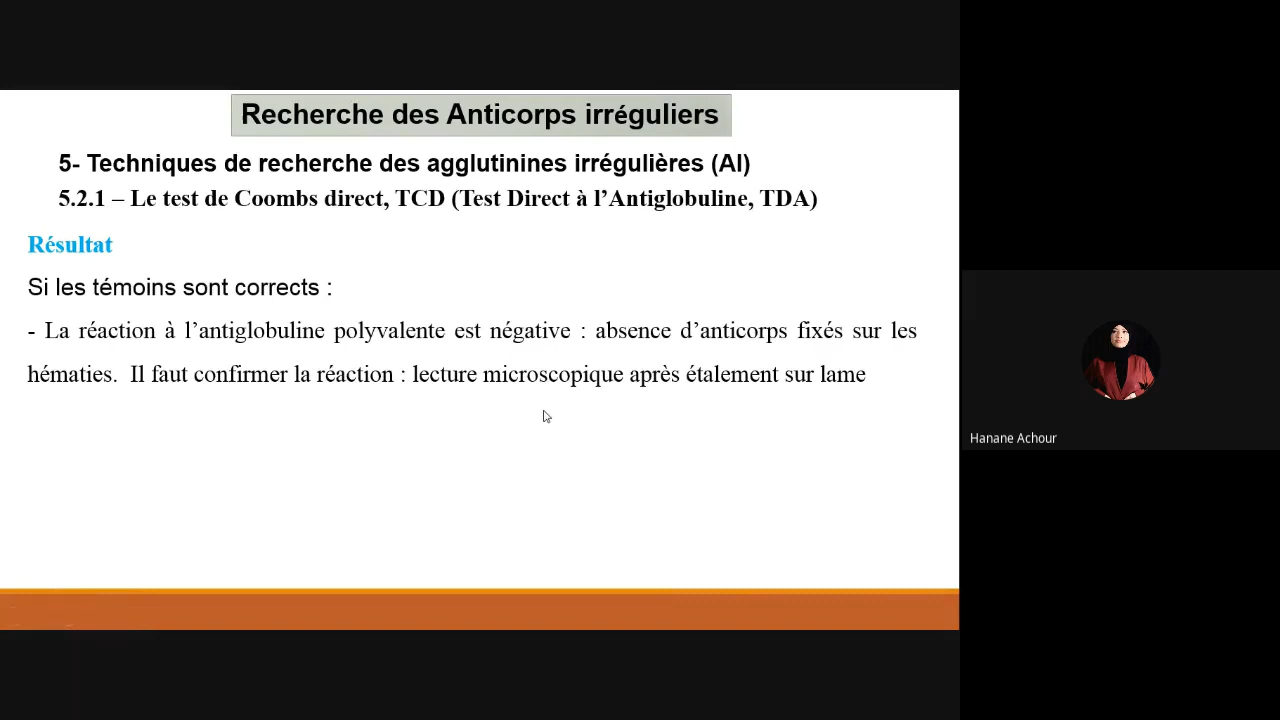 Recherche des Anticorps irréguliers
5- Techniques de recherche des agglutinines irrégulières (AI)
5.2.1 – Le test de Coombs direct, TCD (Test Direct à l’Antiglobuline, TDA)
Résultat
Si les témoins sont corrects :
- La réaction à l’antiglobuline polyvalente est négative : absence d’anticorps fixés sur les
hématies. Il faut confirmer la réaction : lecture microscopique après étalement sur lame
Hanane Achour